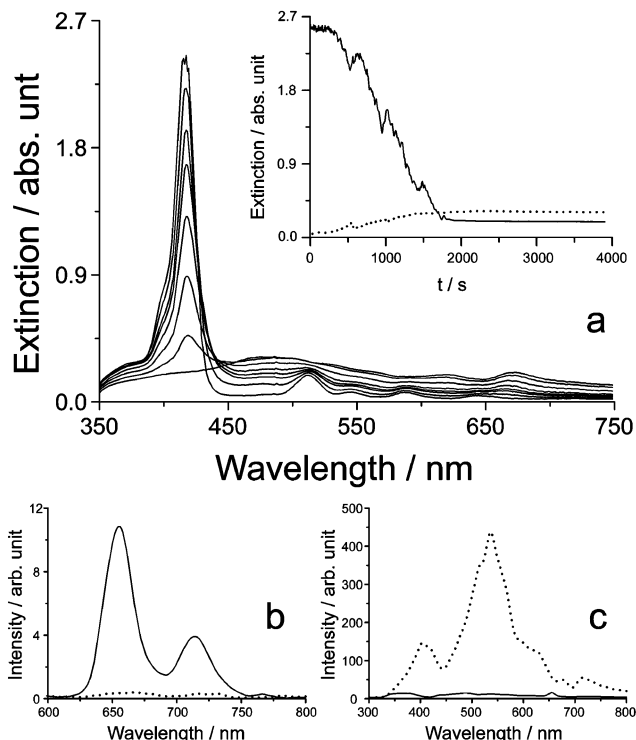 2.7
1.8
0.9
0.0
Extinction / abs. unt
350 450 550 650 750
Wavelength / nm
a
2.7
1.8
0.9
0.0
Extinction / abs. unit
0 1000 2000 3000 4000
t / s
12
8
4
0
Intensity / arb. unit
600 650 700 750 800
Wavelength / nm
b
500
400
300
200
100
0
Intensity / arb. unit
300 400 500 600 700 800
Wavelength / nm
c